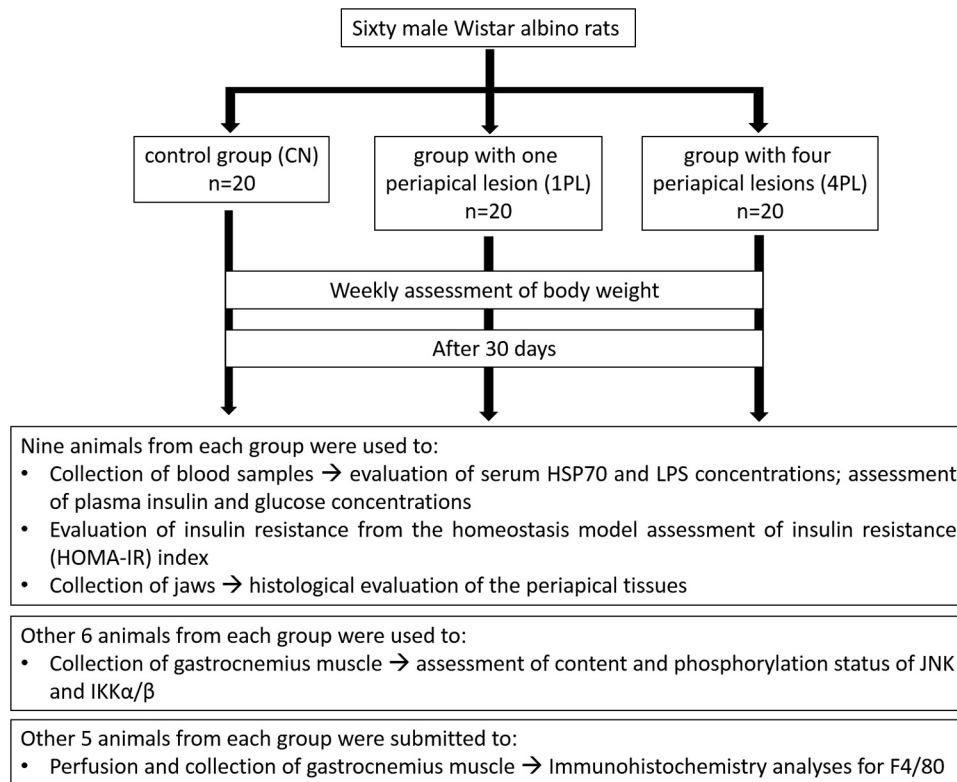 Sixty male Wistar albino rats
control group (CN)
n=20
group with one
periapical lesion (1PL)
n=20
group with four
periapical lesions (4PL)
n=20
Weekly assessment of body weight
After 30 days
Nine animals from each group were used to:
• Collection of blood samples → evaluation of serum HSP70 and LPS concentrations; assessment
of plasma insulin and glucose concentrations
• Evaluation of insulin resistance from the homeostasis model assessment of insulin resistance
(HOMA-IR) index
• Collection of jaws → histological evaluation of the periapical tissues
Other 6 animals from each group were used to:
• Collection of gastrocnemius muscle → assessment of content and phosphorylation status of JNK
and IKKα/β
Other 5 animals from each group were submitted to:
• Perfusion and collection of gastrocnemius muscle → Immunohistochemistry analyses for F4/80